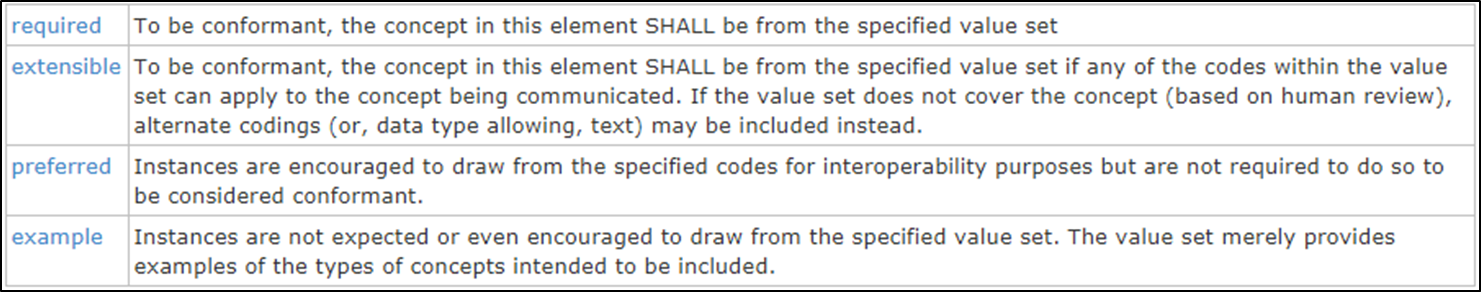 required To be conformant, the concept in this element SHALL be from the specified value set
extensible To be conformant, the concept in this element SHALL be from the specified value set if any of the codes within the value
set can apply to the concept being communicated. If the value set does not cover the concept (based on human review),
alternate codings (or, data type allowing, text) may be included instead.
preferred Instances are encouraged to draw from the specified codes for interoperability purposes but are not required to do so to
be considered conformant.
example Instances are not expected or even encouraged to draw from the specified value set. The value set merely provides
examples of the types of concepts intended to be included.